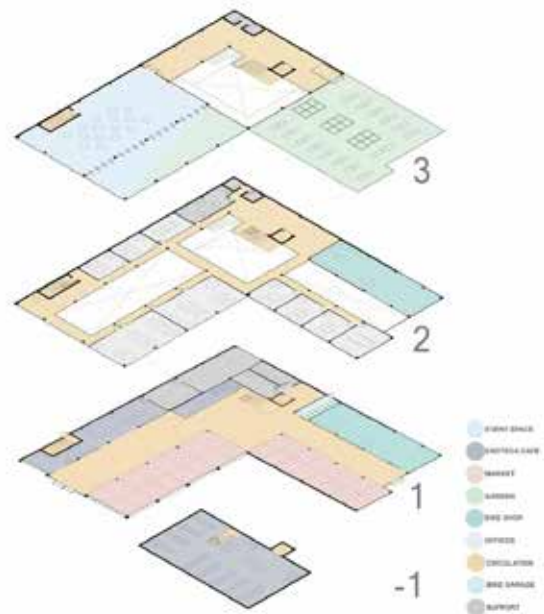 3
2
1
-1
EVENT SPACE
ENOTECA CAFE
MARKET
GARDEN
BIKE SHOP
OFFICES
CIRCULATION
BIKE GARAGE
SUPPORT